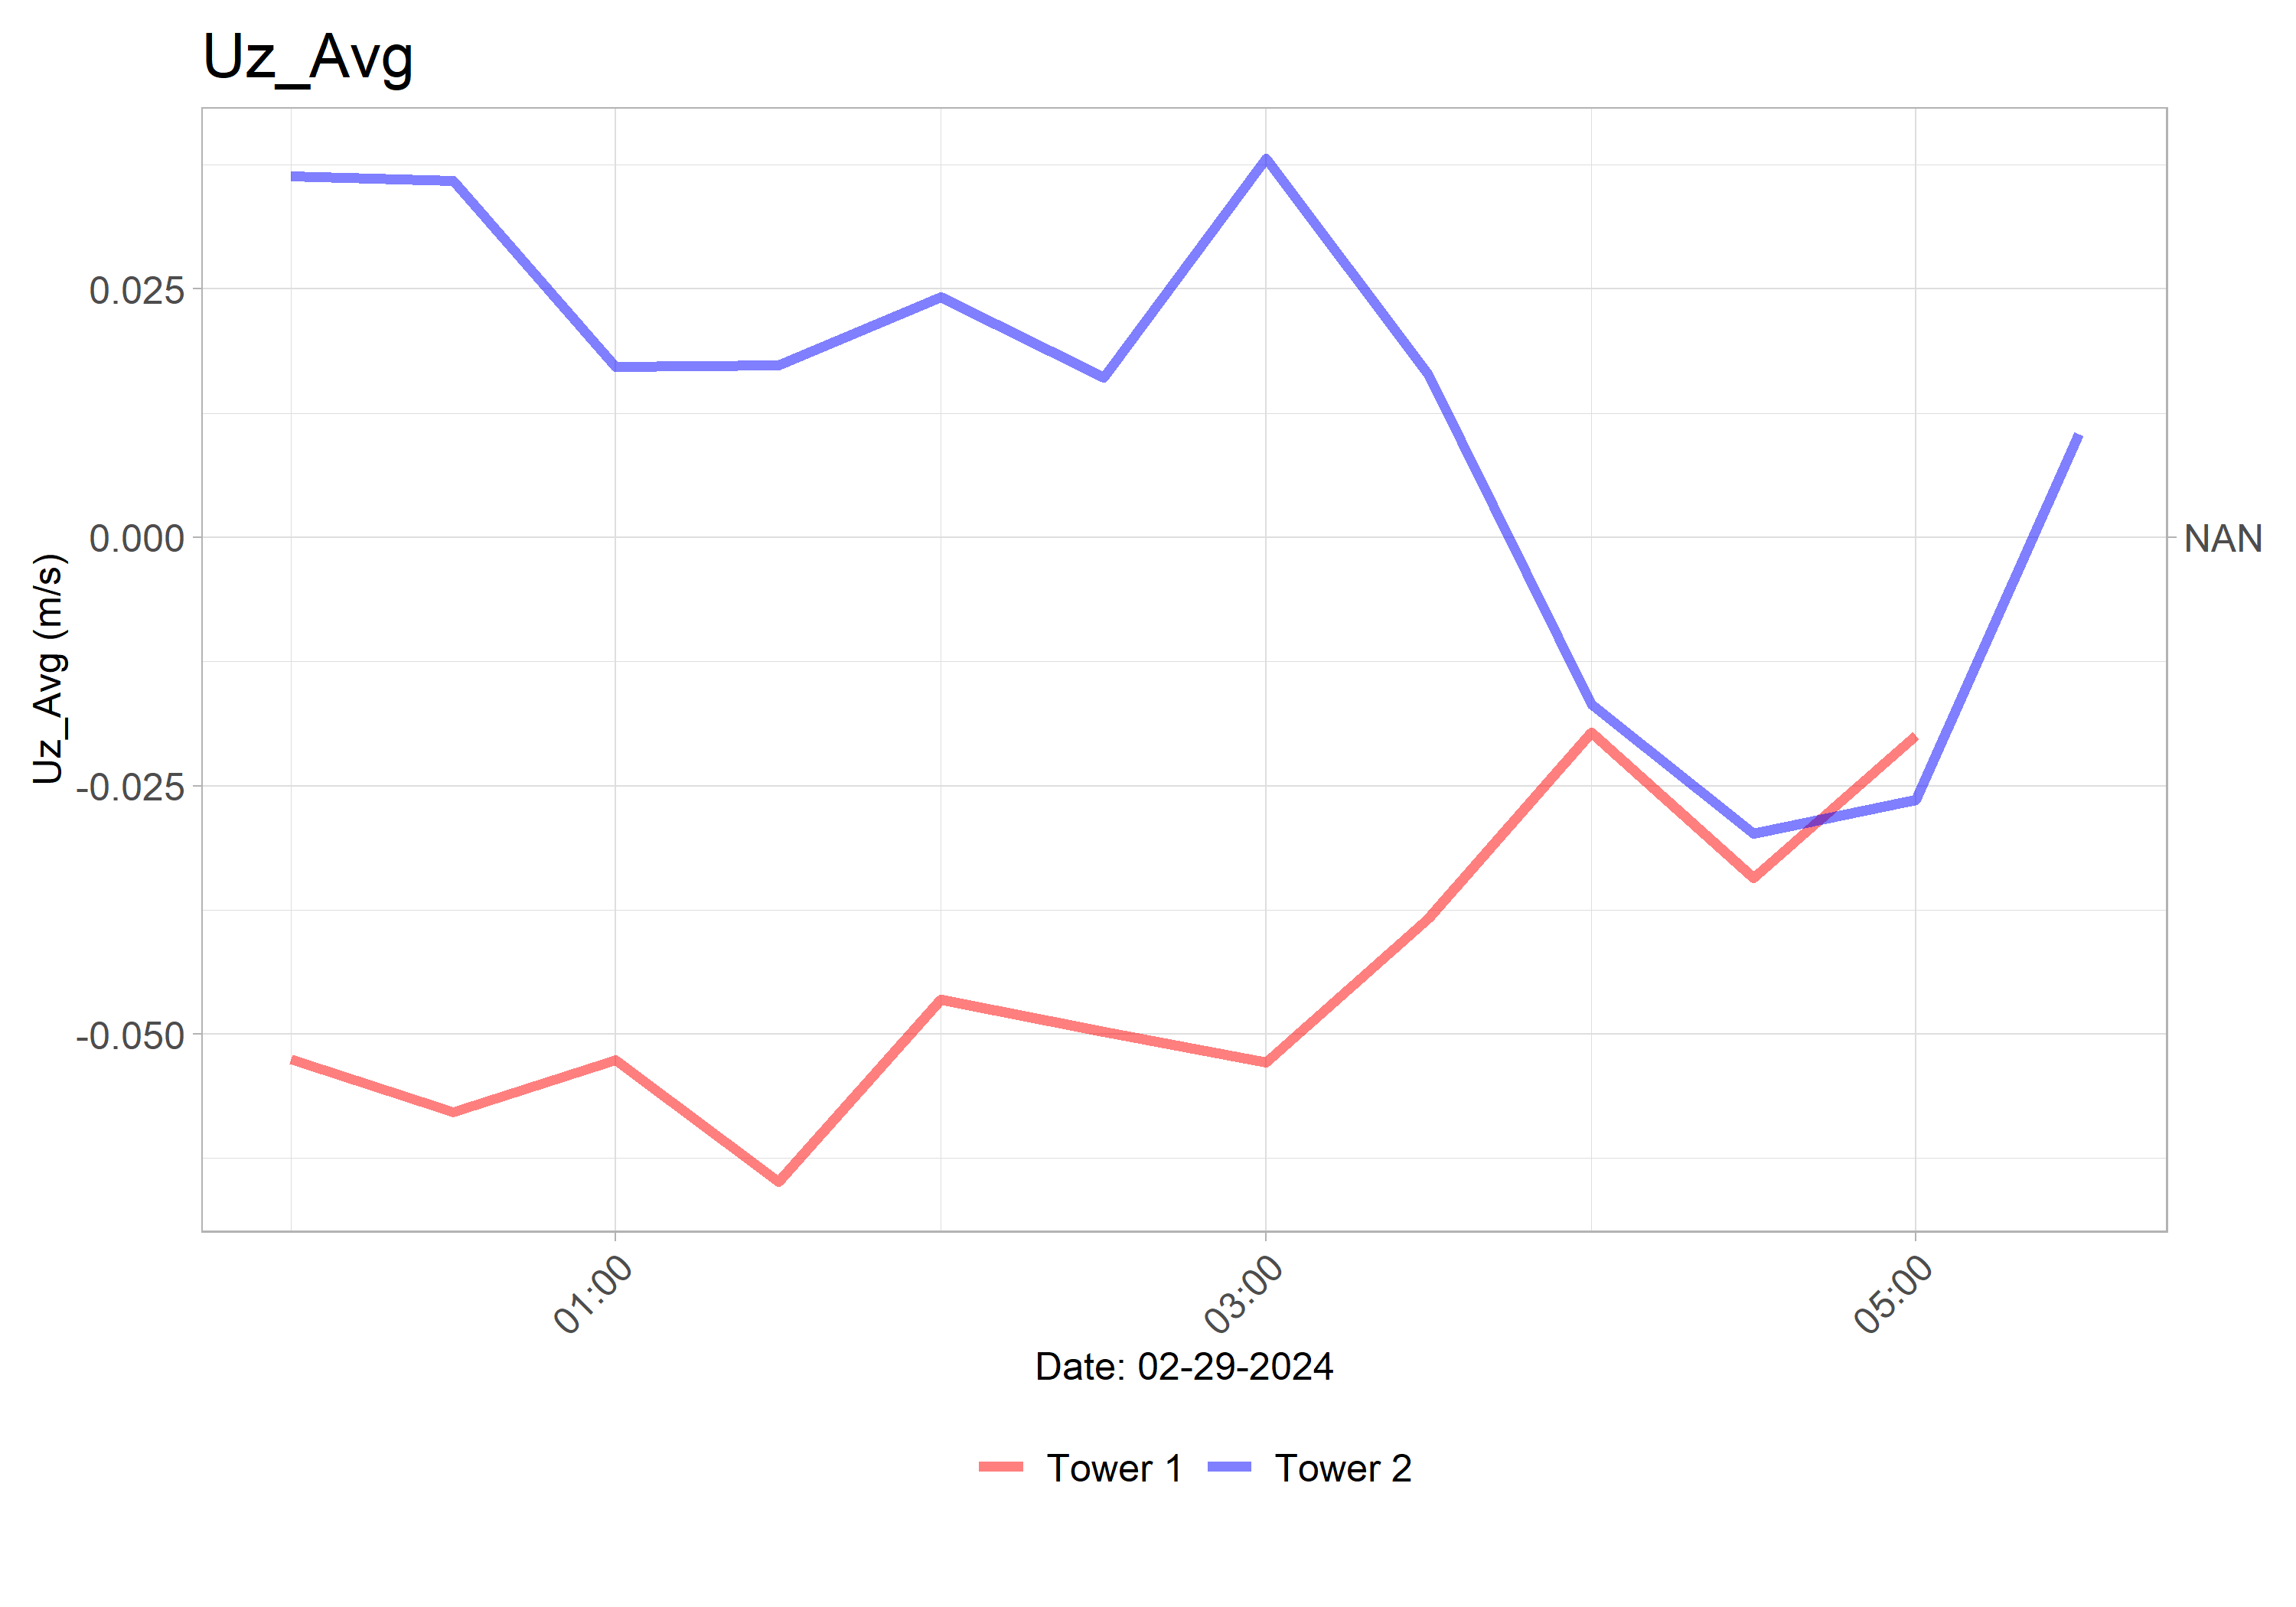 Uz_Avg
Uz_Avg (m/s)
0.025
0.000
-0.025
-0.050
NAN
01:00
03:00
05:00
Date: 02-29-2024
Tower 1
Tower 2